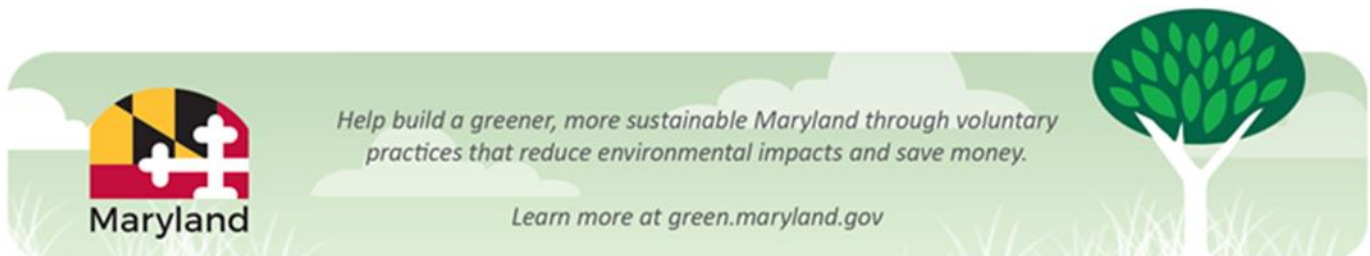 Help build a greener, more sustainable Maryland through voluntary
practices that reduce environmental impacts and save money.
Maryland
Learn more at green.maryland.gov